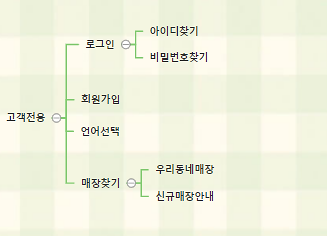 로그인
아이디찾기
비밀번호찾기
회원가입
고객전용
언어선택
매장찾기
우리동네매장
신규매장안내